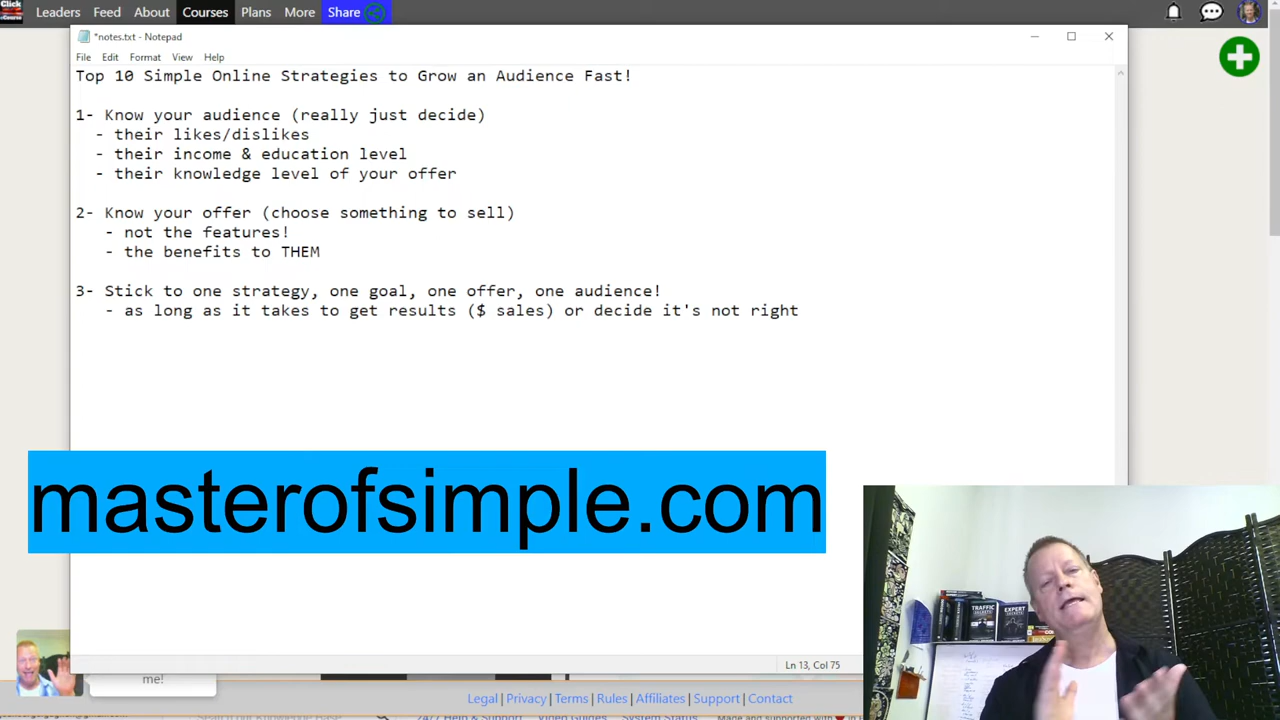 Click
Leaders Feed About Courses Plans More Share
*notes.txt - Notepad
File Edit Format View Help
Top 10 Simple Online Strategies to Grow an Audience Fast!
1- Know your audience (really just decide)
- their likes/dislikes
- their income & education level
- their knowledge level of your offer
2- Know your offer (choose something to sell)
- not the features!
- the benefits to THEM
3- Stick to one strategy, one goal, one offer, one audience!
- as long as it takes to get results ($ sales) or decide it's not right
masterofsimple.com
TRAFFIC
SECRETS
EXPERT
SECRETS
Ln 13, Col 75
me!
Legal | Privacy | Terms | Rules | Affiliates | Support | Contact